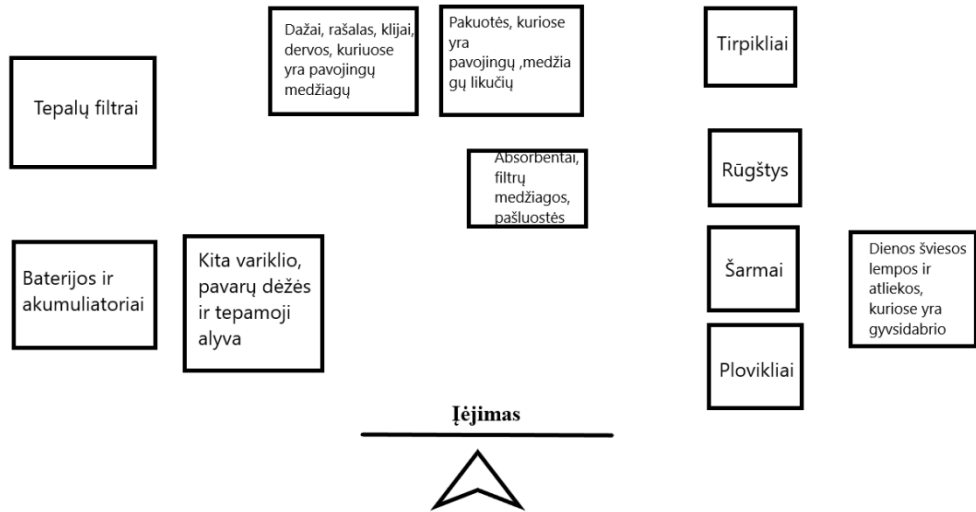 Dažai, rašalas, klijai,
dervos, kuriuose
yra pavojingų
medžiagų
Pakuotės, kuriose
yra
pavojingų ,medžia
gų likučių
Tirpikliai
Tepalų filtrai
Absorbentai,
filtrų
medžiagos,
pašluostės
Rūgštys
Baterijos ir
akumuliatoriai
Kita variklio,
pavarų dėžės
ir tepamoji
alyva
Šarmai
Dienos šviesos
lempos ir
atliekos,
kuriose yra
gyvsidabrio
Plovikliai
Įėjimas